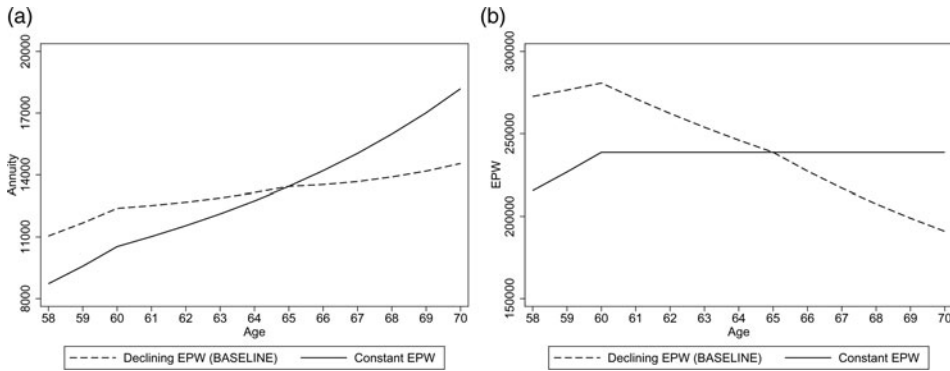 (a)
20000
17000
14000
11000
8000
Annuity
58 59 60 61 62 63 64 65 66 67 68 69 70
Age
Declining EPW (BASELINE) Constant EPW
(b)
300000
250000
200000
150000
EPW
58 59 60 61 62 63 64 65 66 67 68 69 70
Age
Declining EPW (BASELINE) Constant EPW